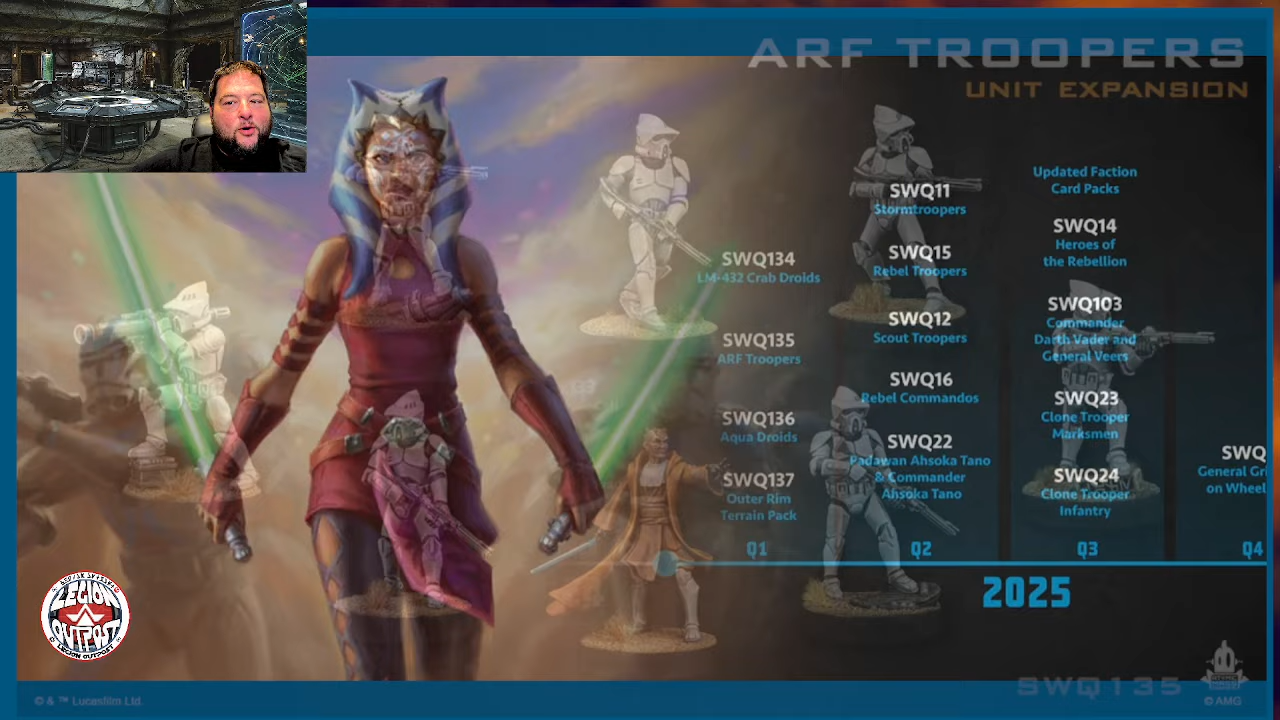 ARF TROOPERS
UNIT EXPANSION
SWQ134
LM-432 Crab Droids
SWQ135
ARF Troopers
SWQ136
Aqua Droids
SWQ137
Outer Rim
Terrain Pack
Q1
SWQ11
Stormtroopers
SWQ15
Rebel Troopers
SWQ12
Scout Troopers
SWQ16
Rebel Commandos
SWQ22
Padawan Ahsoka Tano
& Commander
Ahsoka Tano
Q2
Updated Faction
Card Packs
SWQ14
Heroes of
the Rebellion
SWQ103
Commander
Darth Vader and
General Veers
SWQ23
Clone Trooper
Marksmen
SWQ24
Clone Trooper
Infantry
Q3
SWQ
General Gri
on Wheel
Q4
2025
LEGION
OUTPOST
LEGION OUTPOST
© & ™ Lucasfilm Ltd.
SWQ135
© AMG